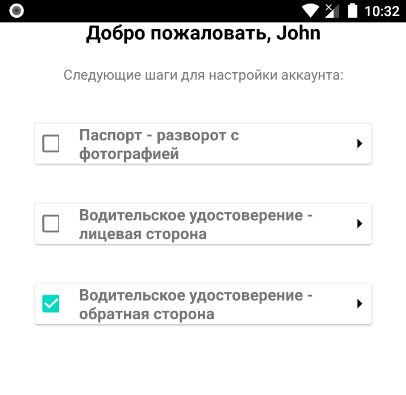 10:32
Добро пожаловать, John
Следующие шаги для настройки аккаунта:
Паспорт - разворот с
фотографией
Водительское удостоверение -
лицевая сторона
Водительское удостоверение -
обратная сторона